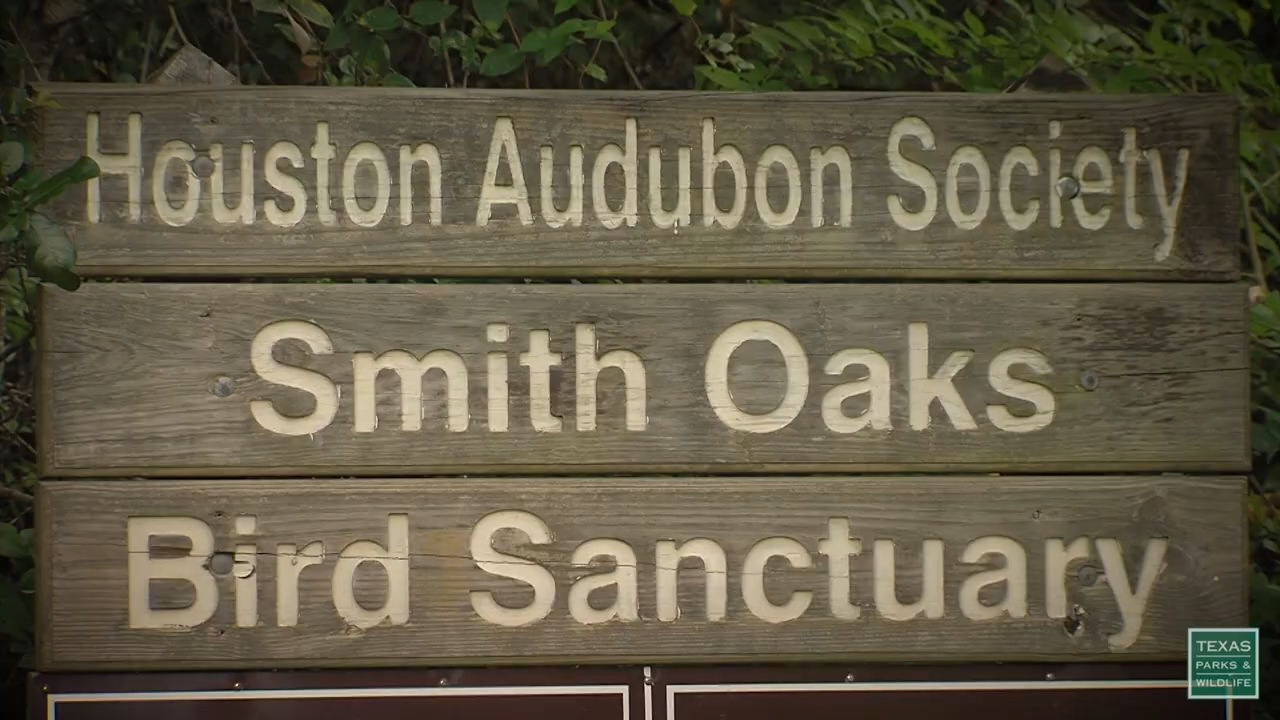 Houston Audubon Society
Smith Oaks
Bird Sanctuary
TEXAS
PARKS &
WILDLIFE